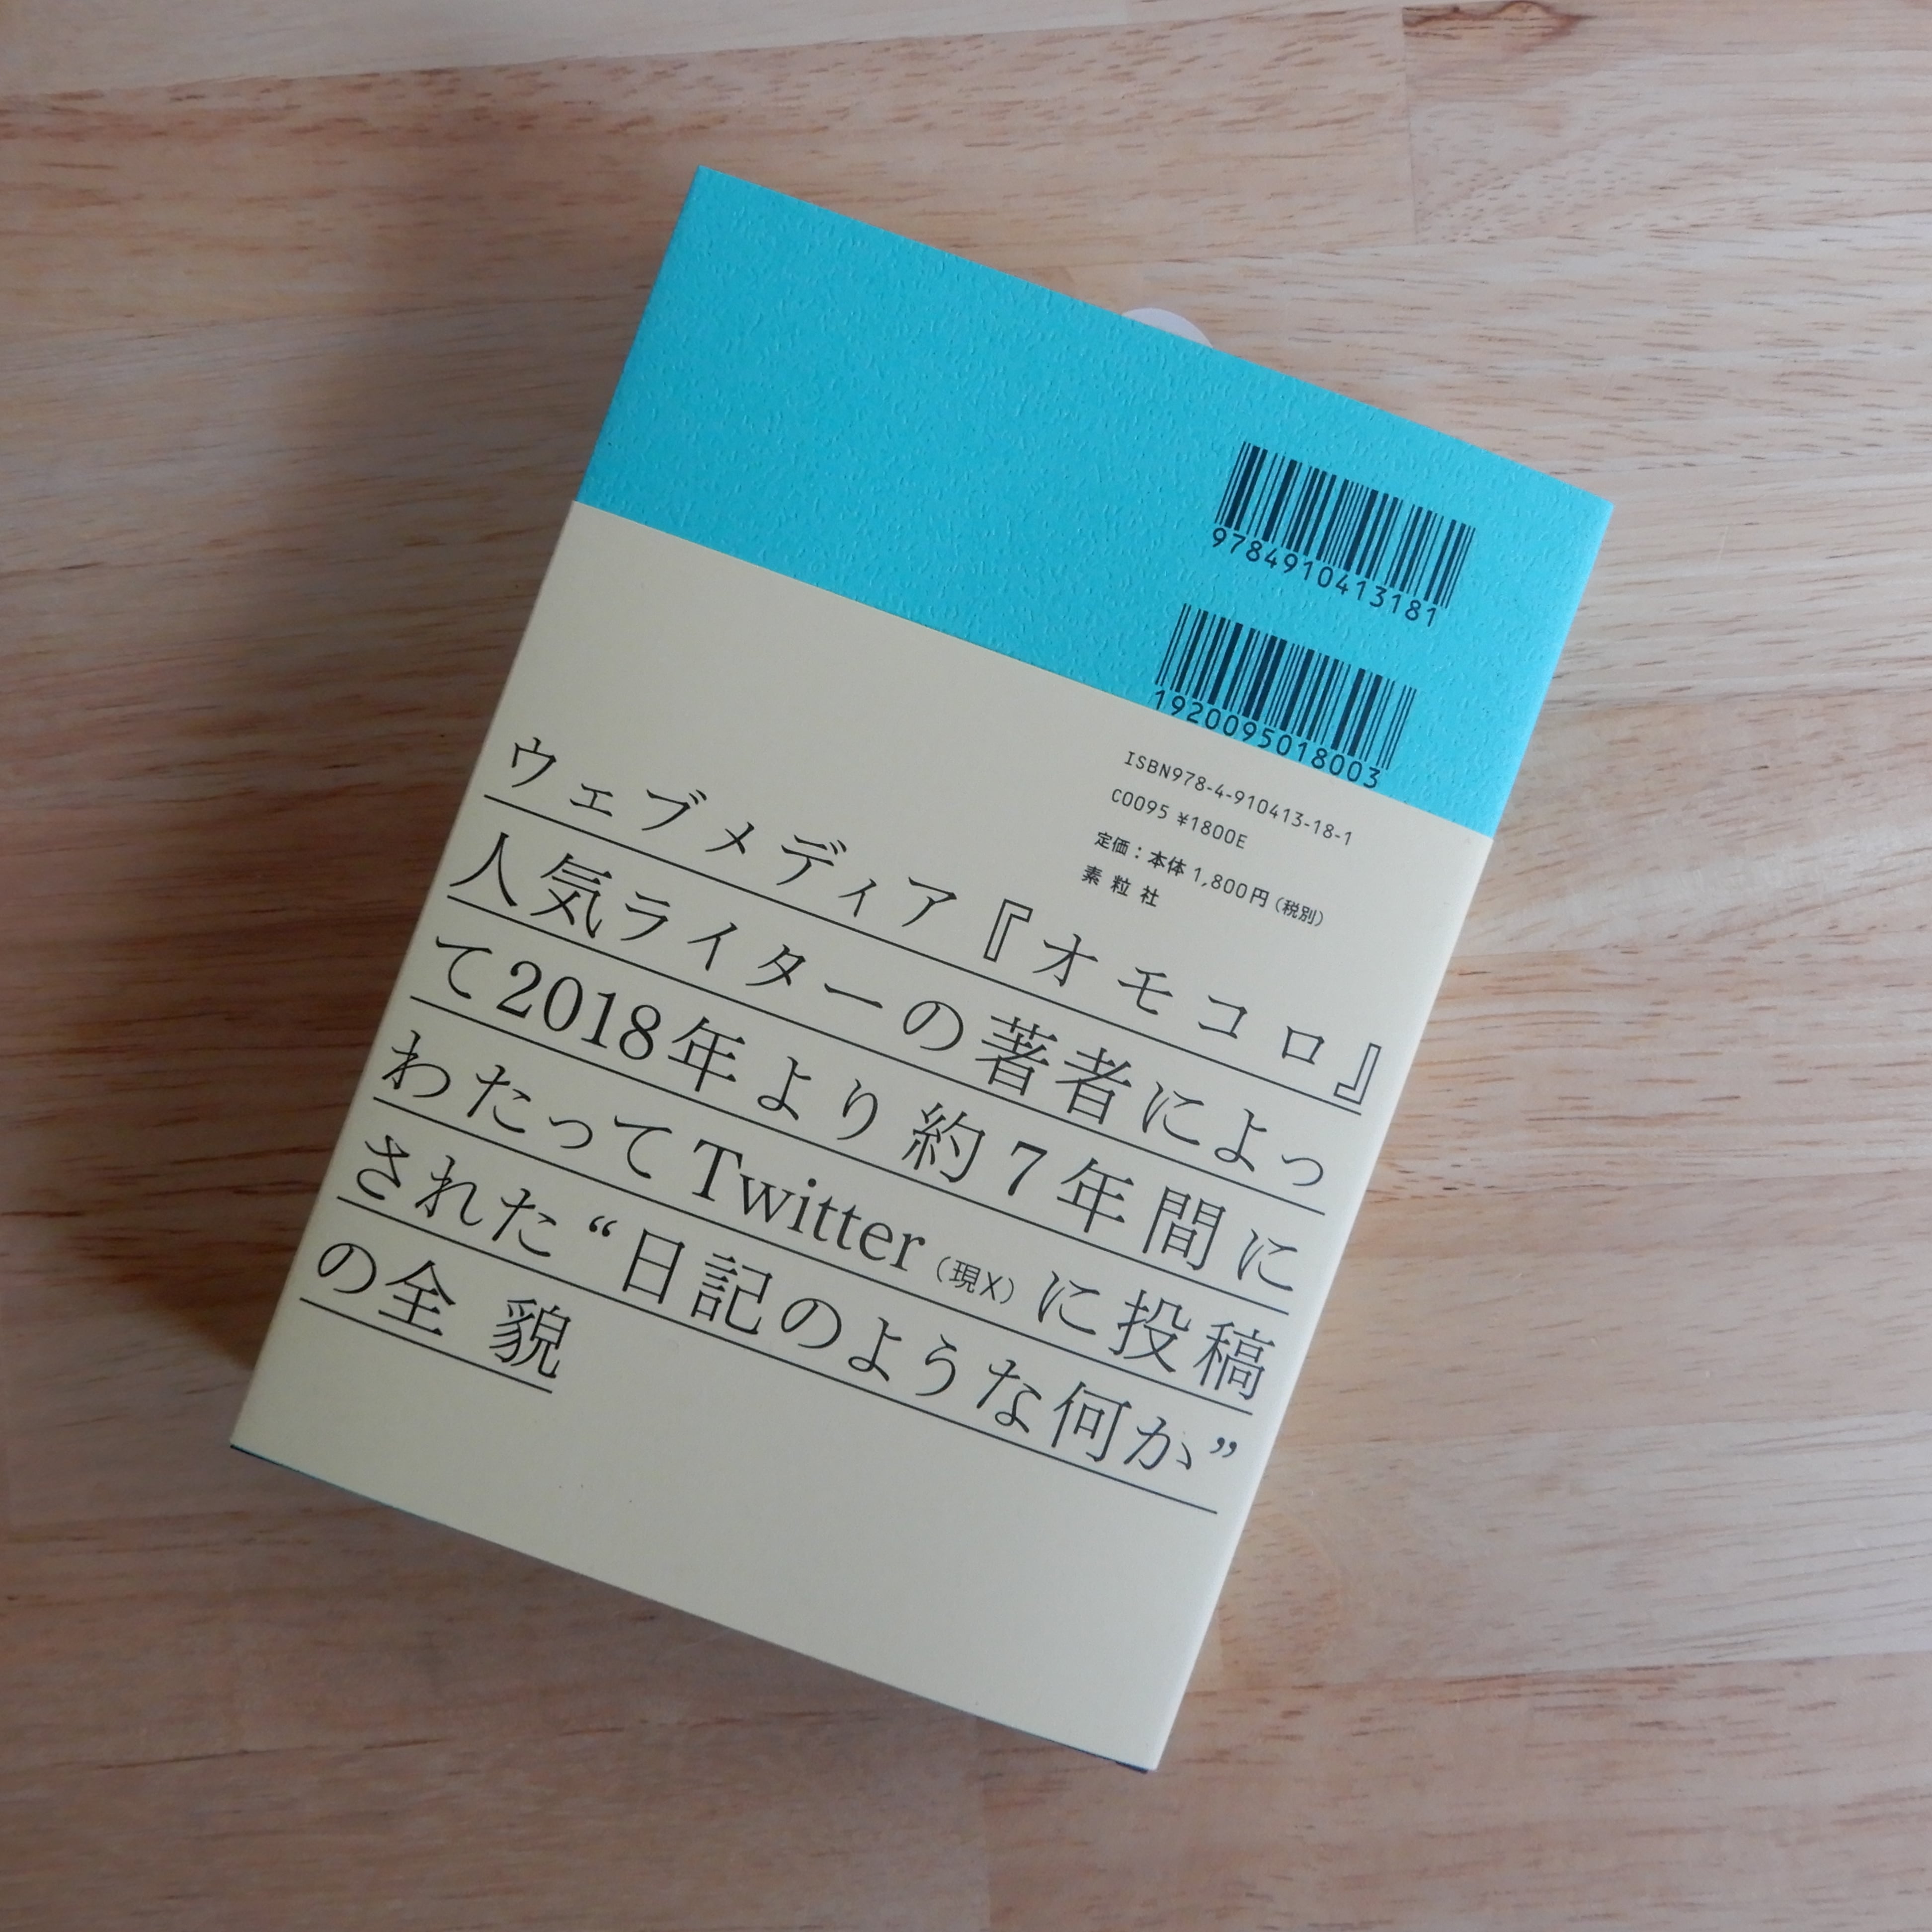 9784910413181
1920095018003
ISBN978-4-910413-18-1
C0095 ¥1800E
定価：本体 1,800円（税別）
素粒社
ウェブメディア『オモコロ』
人気ライターの著者によっ
て2018年より約7年間に
わたってTwitter（現X）に投稿
された“日記のような何か”
の全貌